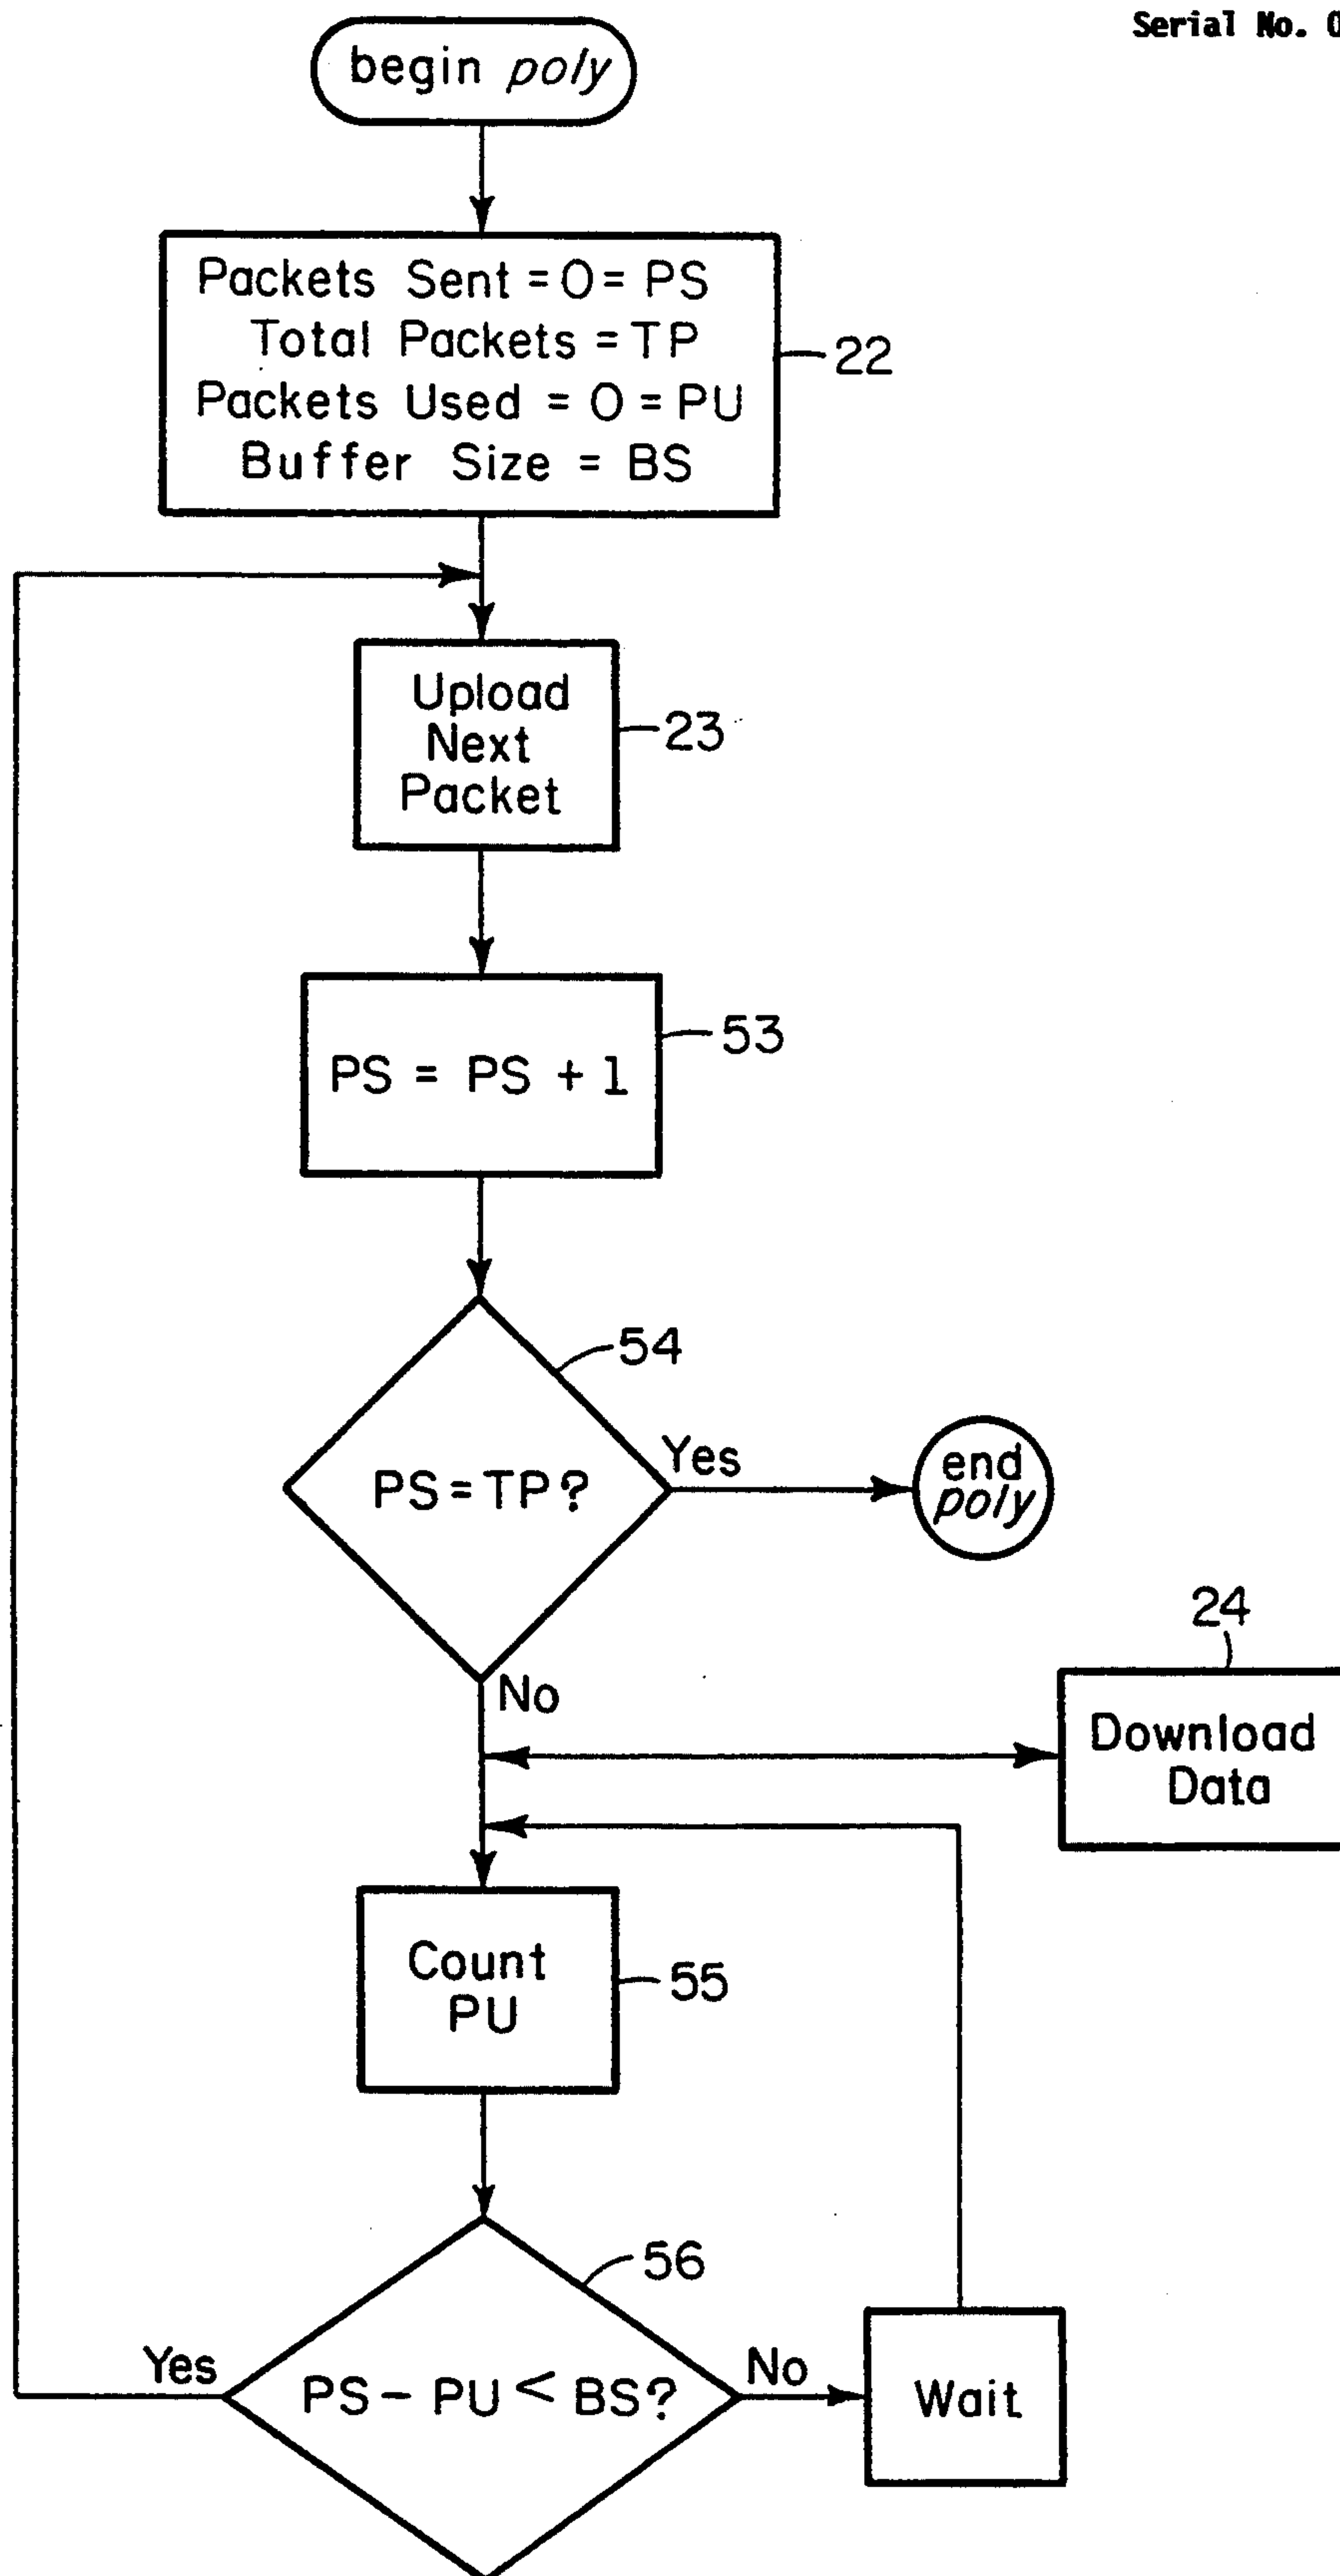 Serial No. 0
begin poly
Packets Sent = 0 = PS
Total Packets = TP
Packets Used = 0 = PU
Buffer Size = BS
22
Upload
Next
Packet
23
PS = PS + 1
53
54
PS = TP?
Yes
end
poly
No
24
Download
Data
Count
PU
55
56
Yes
PS - PU < BS?
No
Wait